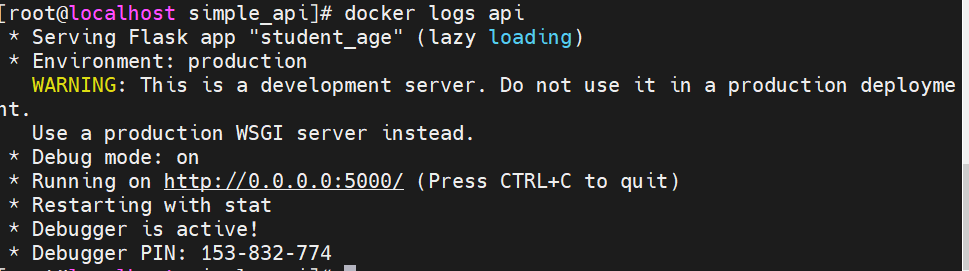 [root@localhost simple_api]# docker logs api
* Serving Flask app "student_age" (lazy loading)
* Environment: production
WARNING: This is a development server. Do not use it in a production deployme
nt.
Use a production WSGI server instead.
* Debug mode: on
* Running on http://0.0.0.0:5000/ (Press CTRL+C to quit)
* Restarting with stat
* Debugger is active!
* Debugger PIN: 153-832-774